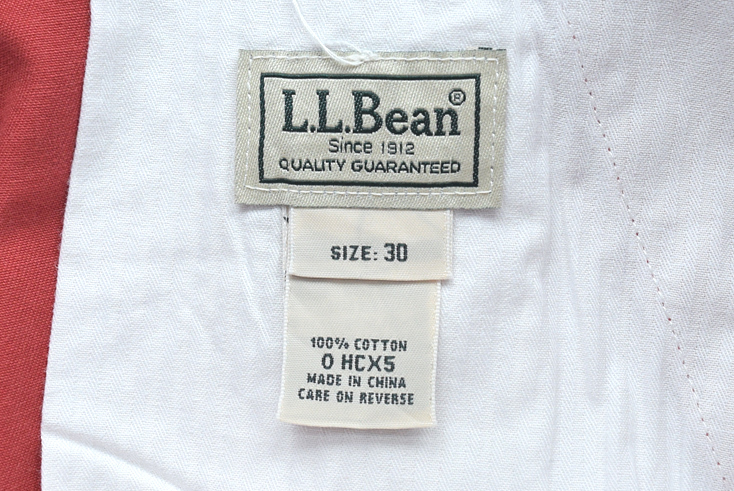 L.L.Bean®
Since 1912
QUALITY GUARANTEED
SIZE: 30
100% COTTON
0 HCX5
MADE IN CHINA
CARE ON REVERSE